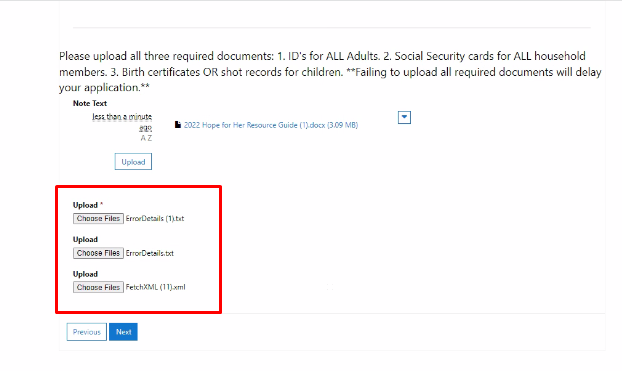 Please upload all three required documents: 1. ID's for ALL Adults. 2. Social Security cards for ALL household
members. 3. Birth certificates OR shot records for children. **Failing to upload all required documents will delay
your application.**
Note Text
less than a minute
ago
A Z
2022 Hope for Her Resource Guide (1).docx (3.09 MB)
Upload
Upload *
Choose Files ErrorDetails (1).txt
Upload
Choose Files ErrorDetails.txt
Upload
Choose Files FetchXML (11).xml
Previous Next